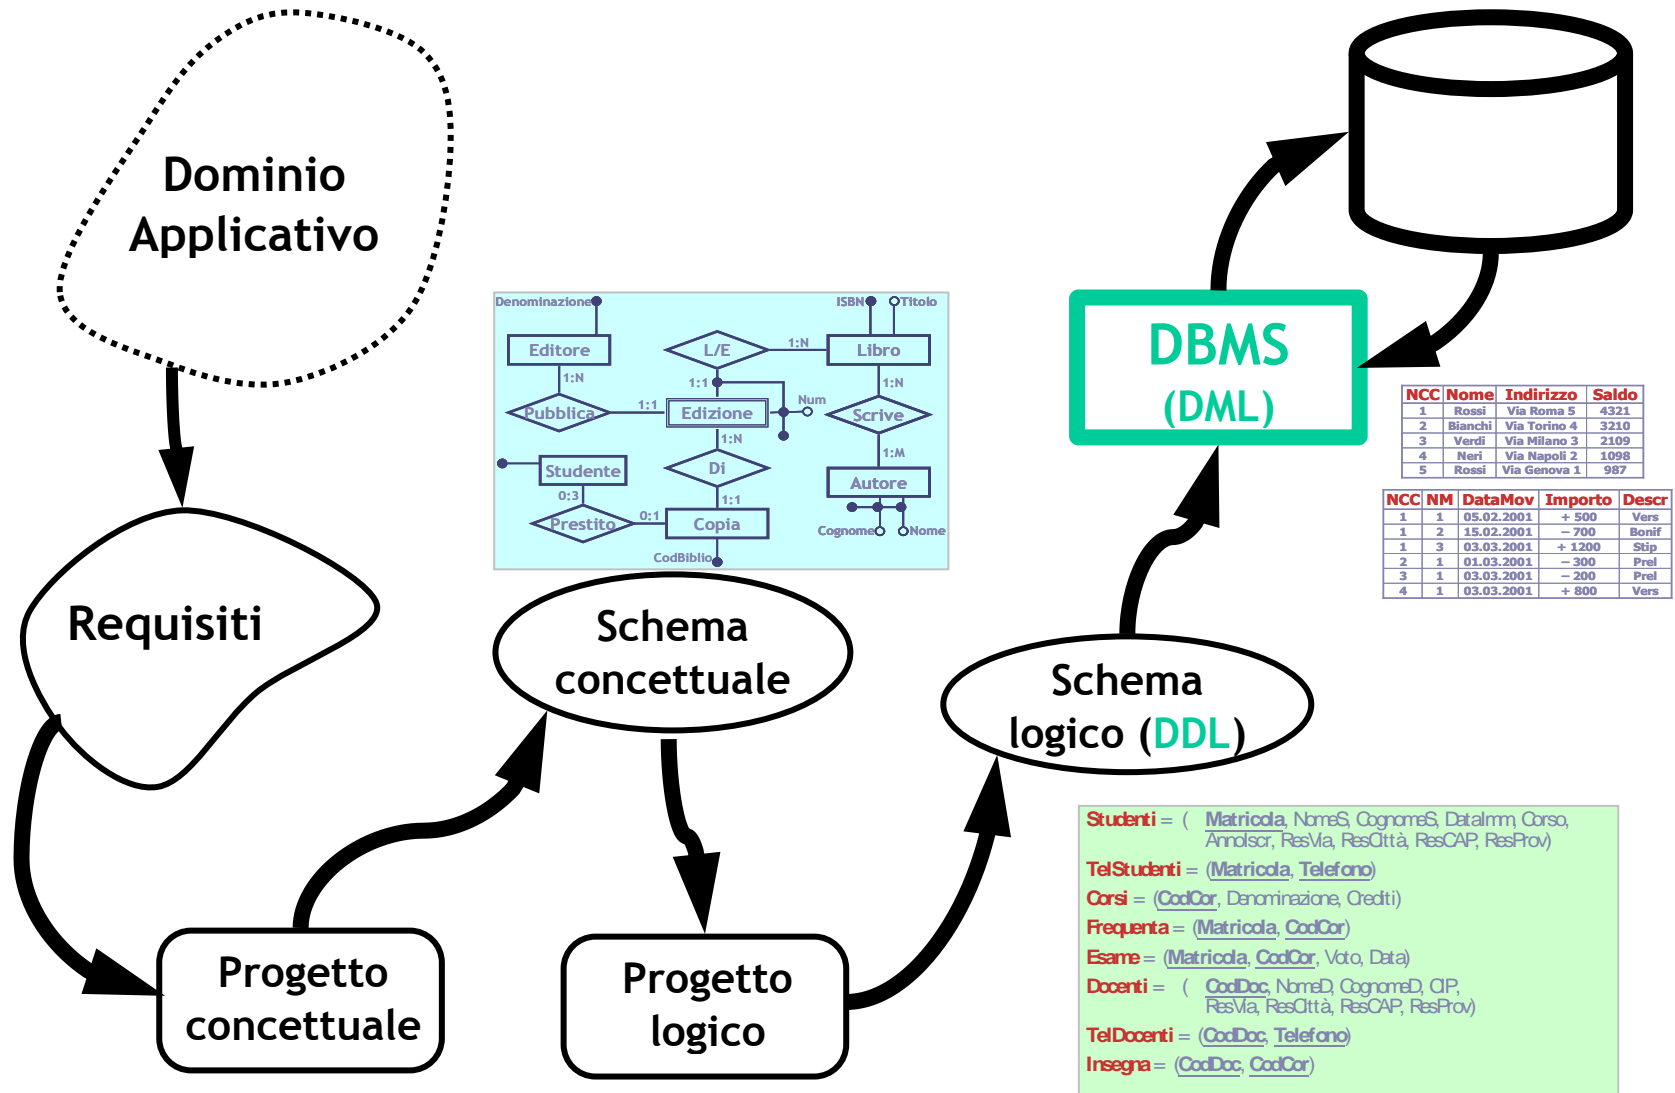 Dominio
Applicativo
Requisiti
Progetto
concettuale
Denominazione
ISBN
Titolo
Editore
L/E
1:N
Libro
1:N
1:1
1:N
Pubblica
1:1
Edizione
Num
Scrive
1:N
Studente
Di
1:M
Autore
0:3
1:1
Prestito
0:1
Copia
Cognome
Nome
CodBiblio
Schema
concettuale
Progetto
logico
Schema
logico (DDL)
DBMS
(DML)
NCC Nome Indirizzo Saldo
1 Rossi Via Roma 5 4321
2 Bianchi Via Torino 4 3210
3 Verdi Via Milano 3 2109
4 Neri Via Napoli 2 1098
5 Rossi Via Genova 1 987
NCC NM DataMov Importo Descr
1 1 05.02.2001 + 500 Vers
1 2 15.02.2001 – 700 Bonif
1 3 03.03.2001 + 1200 Stip
2 1 01.03.2001 – 300 Prel
3 1 03.03.2001 – 200 Prel
4 1 03.03.2001 + 800 Vers
Studenti = ( Matricola, NomeS, CognomeS, DataImm, Corso,
AnnoIscr, ResVia, ResCittà, ResCAP, ResProv)
TelStudenti = (Matricola, Telefono)
Corsi = (CodCor, Denominazione, Crediti)
Frequenta = (Matricola, CodCor)
Esame = (Matricola, CodCor, Voto, Data)
Docenti = ( CodDoc, NomeD, CognomeD, CIP,
ResVia, ResCittà, ResCAP, ResProv)
TelDocenti = (CodDoc, Telefono)
Insegna = (CodDoc, CodCor)